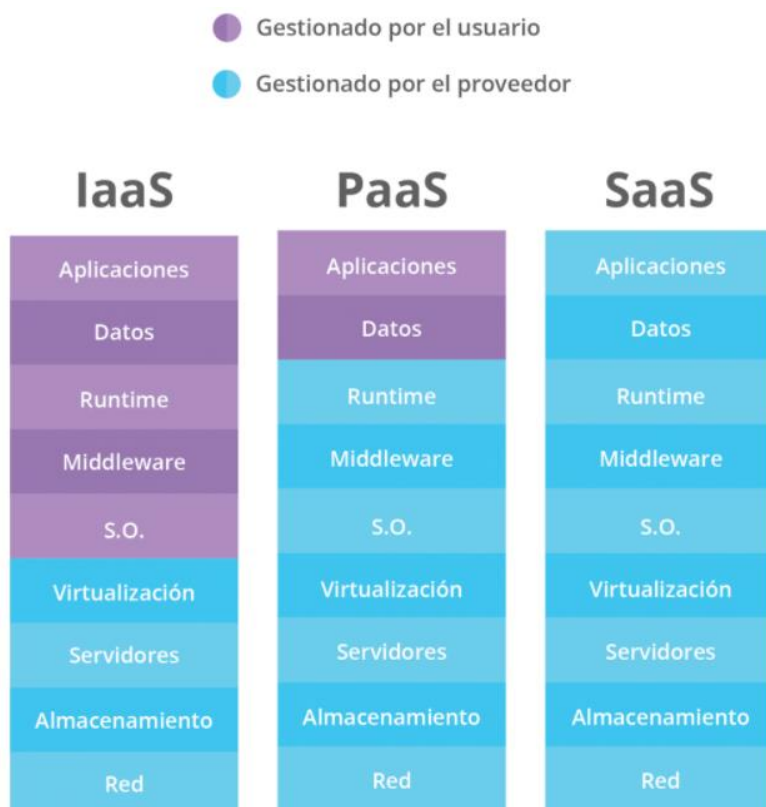 Gestionado por el usuario
Gestionado por el proveedor
IaaS
Aplicaciones
Datos
Runtime
Middleware
S.O.
Virtualización
Servidores
Almacenamiento
Red
PaaS
Aplicaciones
Datos
Runtime
Middleware
S.O.
Virtualización
Servidores
Almacenamiento
Red
SaaS
Aplicaciones
Datos
Runtime
Middleware
S.O.
Virtualización
Servidores
Almacenamiento
Red